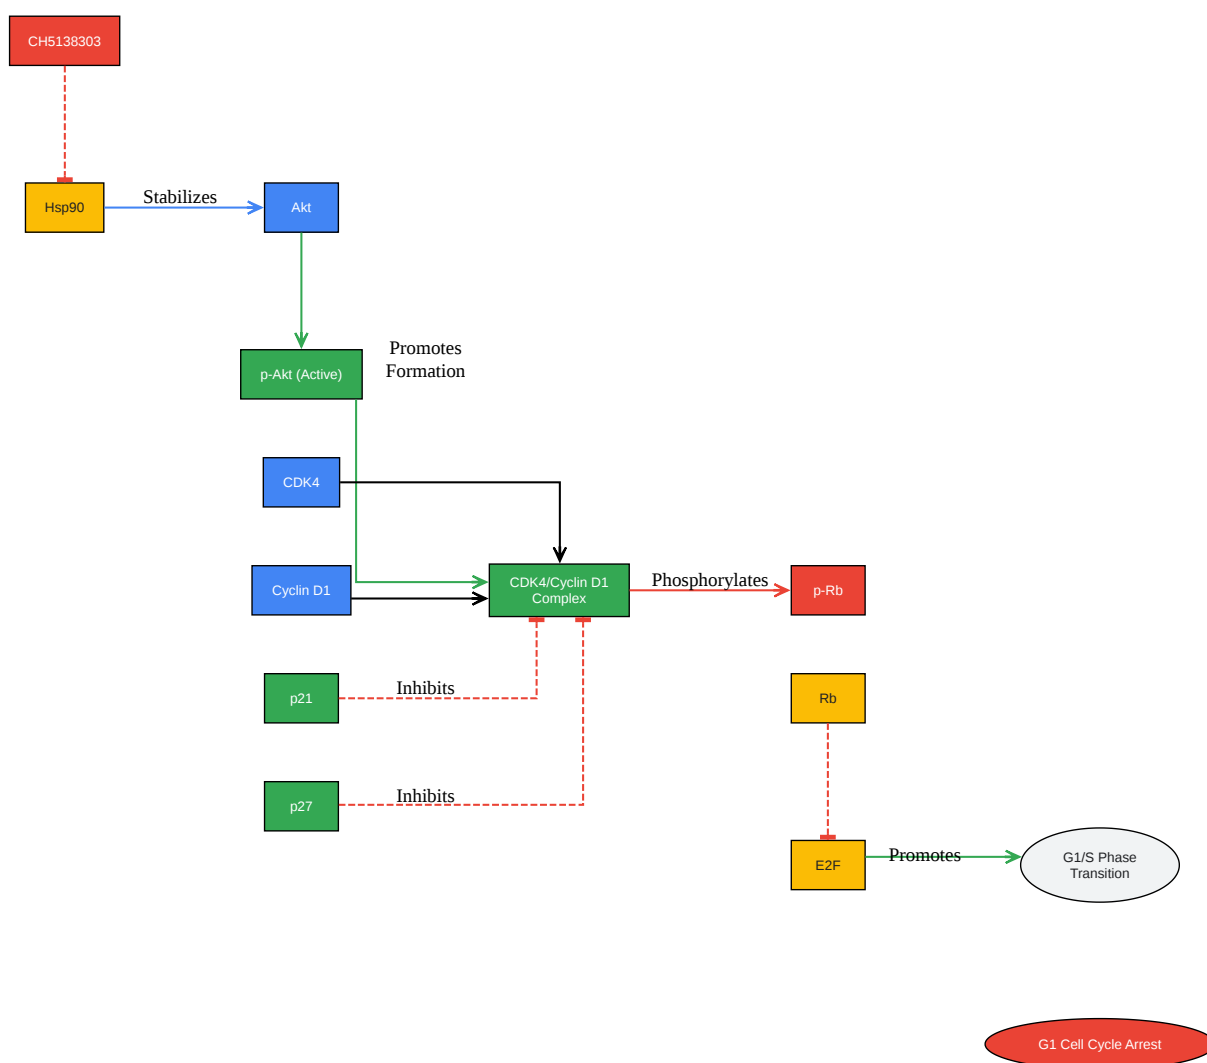 CH5138303
Hsp90
Stabilizes
Akt
p-Akt (Active)
Promotes
Formation
CDK4
Cyclin D1
CDK4/Cyclin D1
Complex
Phosphorylates
p-Rb
p21
Inhibits
Rb
p27
Inhibits
E2F
Promotes
G1/S Phase
Transition
G1 Cell Cycle Arrest